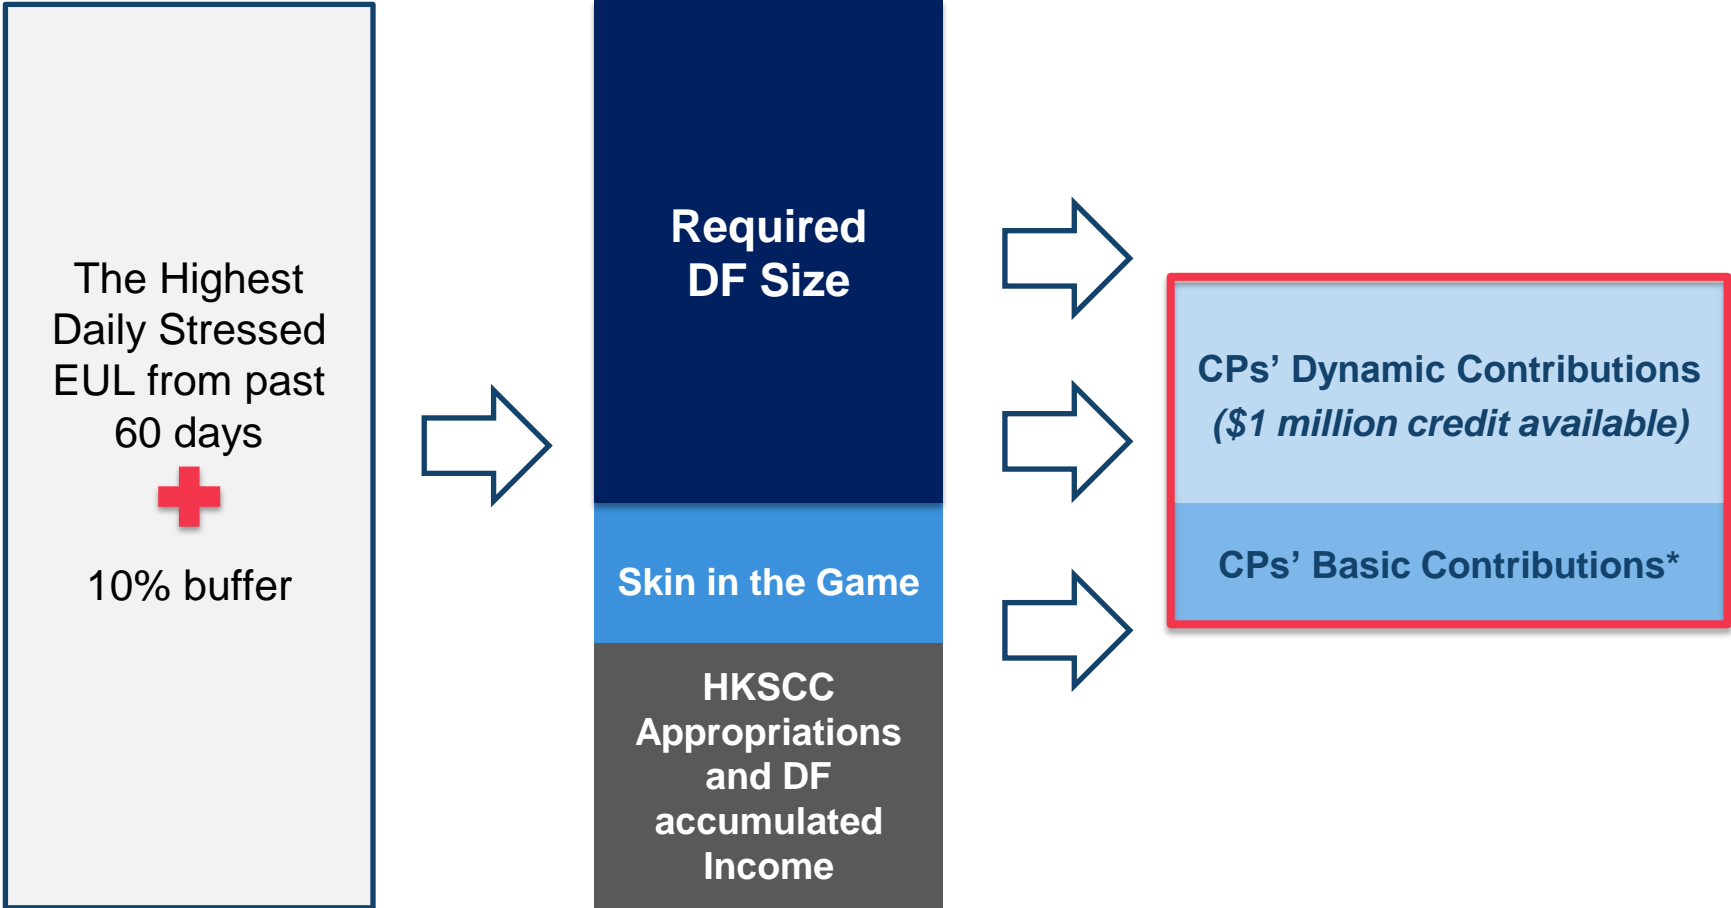 The Highest
Daily Stressed
EUL from past
60 days
10% buffer
Required
DF Size
Skin in the Game
HKSCC
Appropriations
and DF
accumulated
Income
CPs’ Dynamic Contributions
($1 million credit available)
CPs’ Basic Contributions*